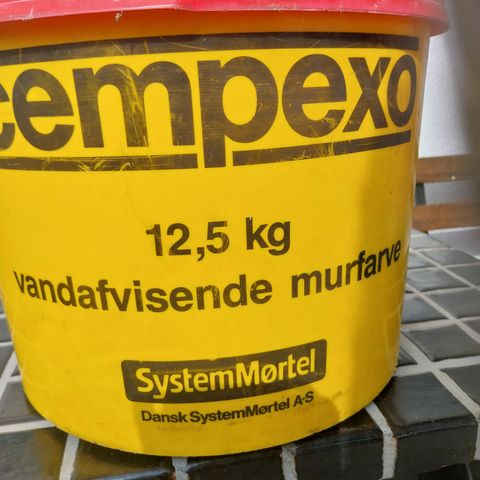 cempexo
12,5 kg
vandafvisende murfarve
SystemMørtel
Dansk SystemMørtel A·S